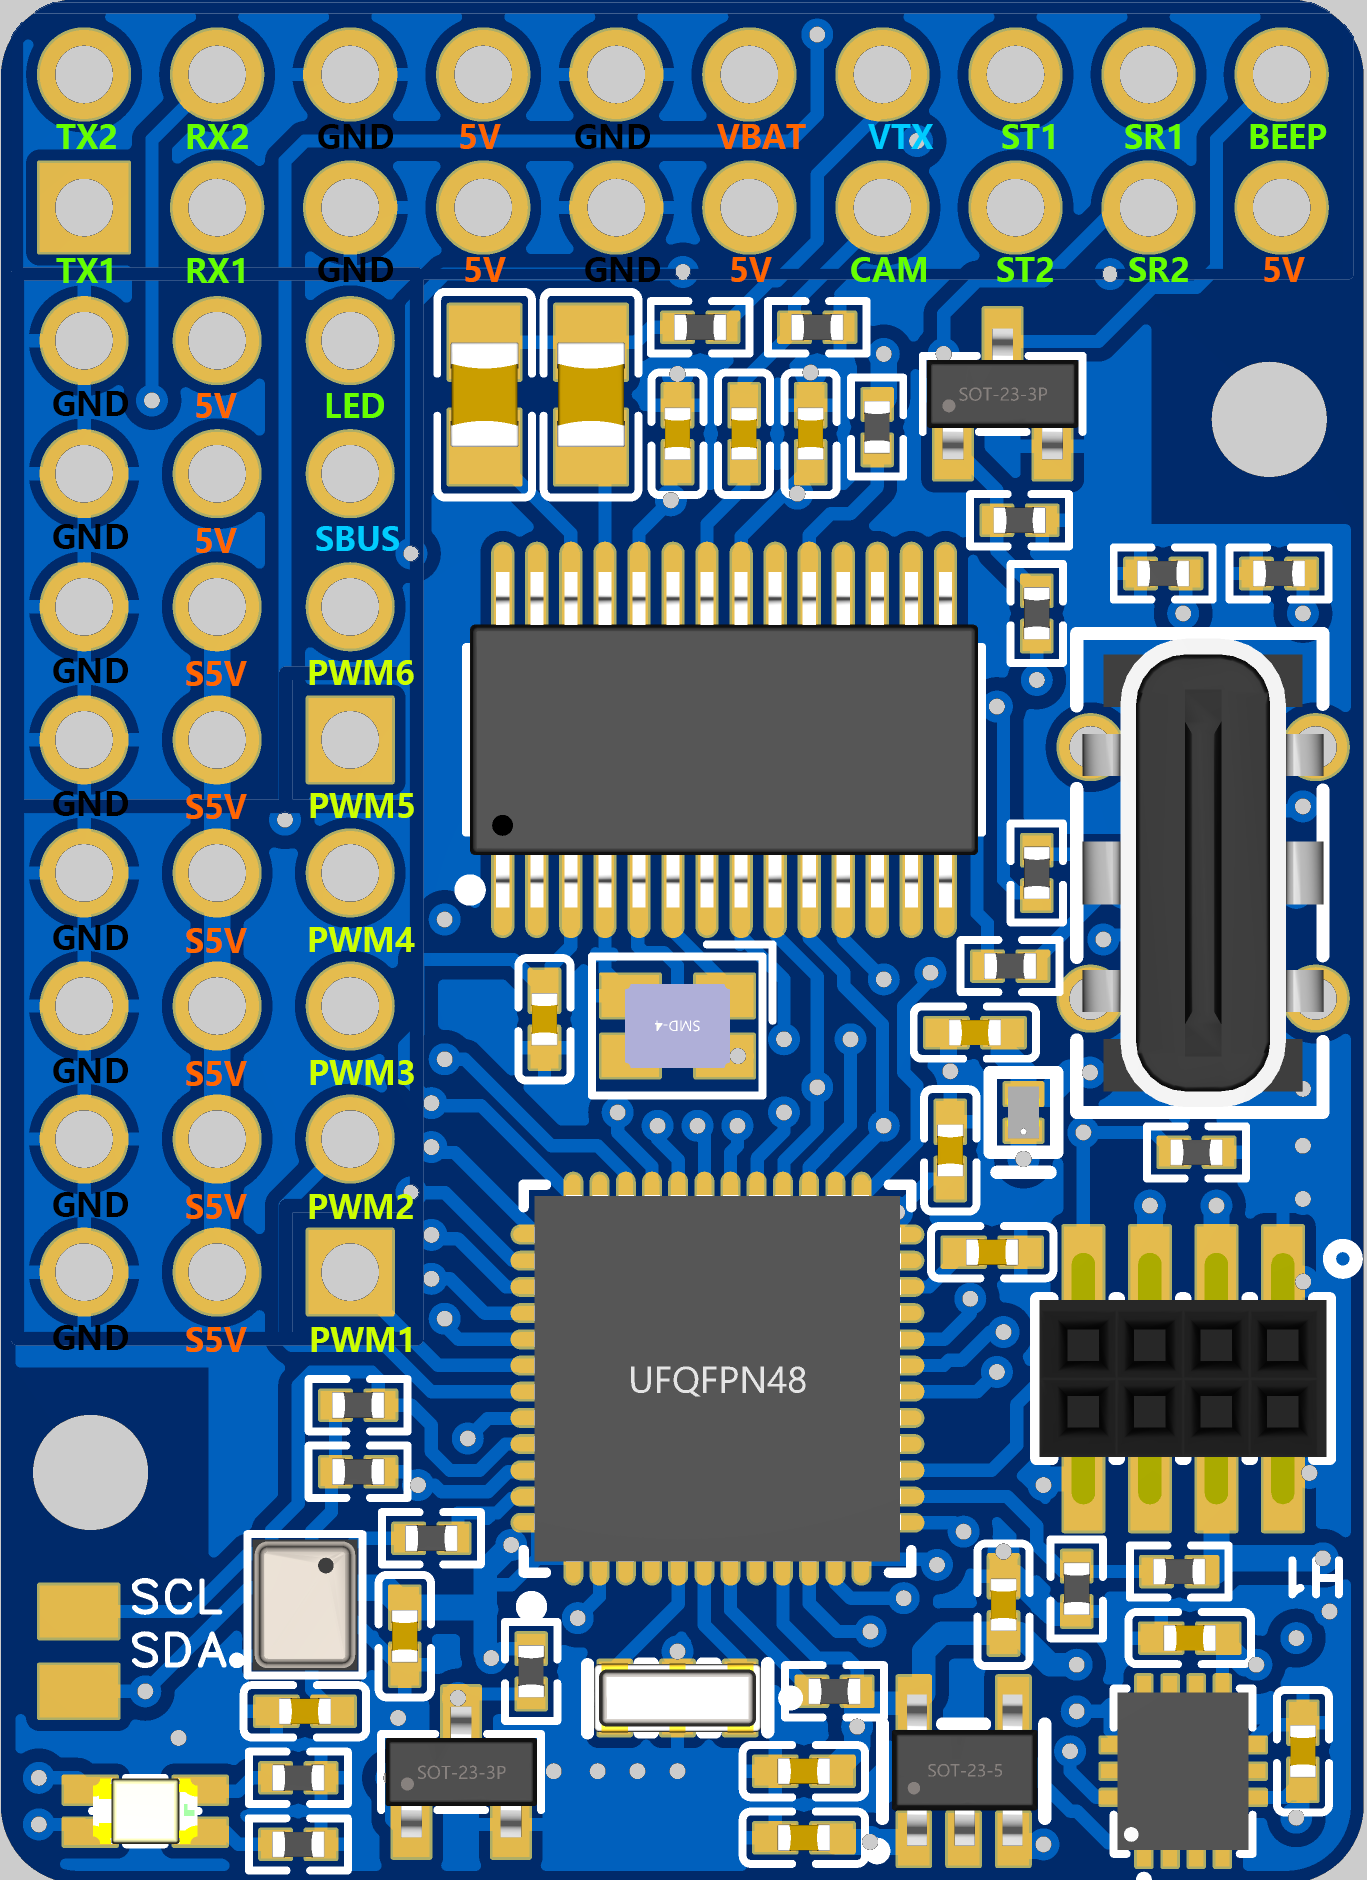 TX2 RX2 GND 5V GND VBAT VTX ST1 SR1 BEEP
TX1 RX1 GND 5V GND 5V CAM ST2 SR2 5V
GND 5V LED
SOT-23-3P
GND 5V SBUS
GND S5V PWM6
GND S5V PWM5
GND S5V PWM4
SMD-4
GND S5V PWM3
GND S5V PWM2
GND S5V PWM1
UFQFPN48
H1
SCL
SDA
SOT-23-3P
SOT-23-5